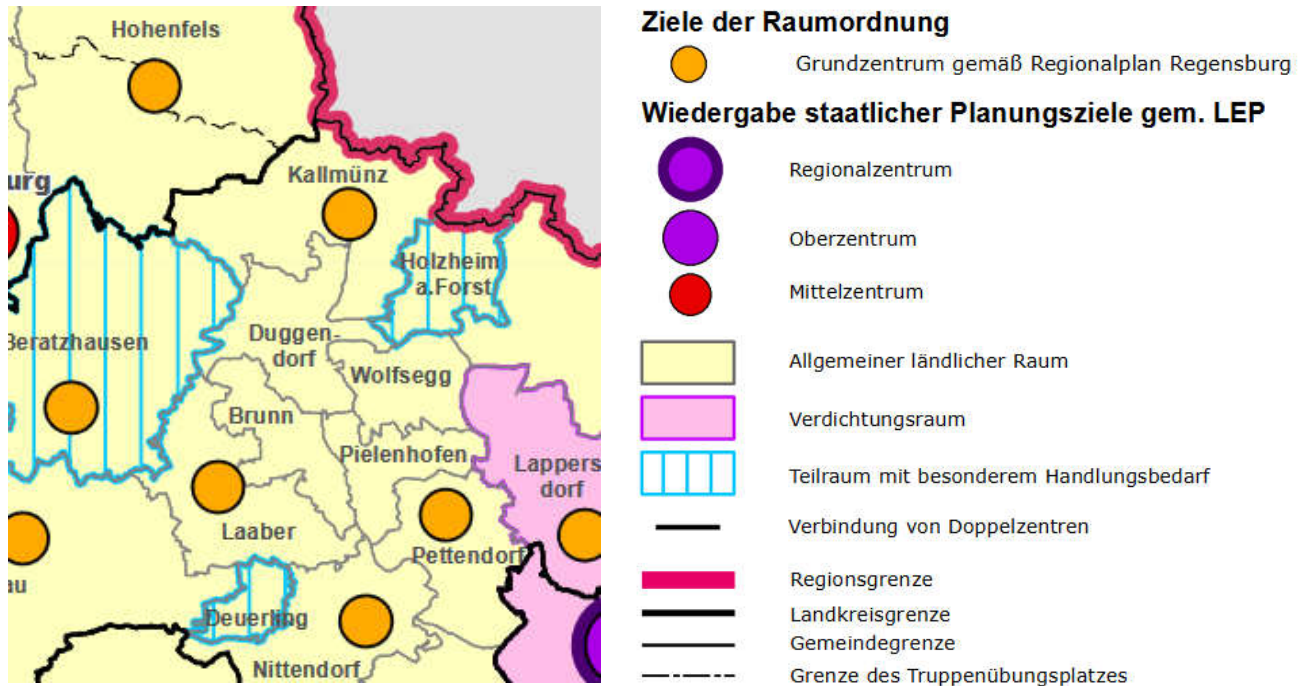 Hohenfels
Kallmünz
urg
Holzheim
a.Forst
Beratzhausen
Duggen-
dorf
Wolfsegg
Brunn
Pielenhofen
Lappers
dorf
Laaber
Pettendorf
au
Deuerling
Nittendorf
Ziele der Raumordnung
Grundzentrum gemäß Regionalplan Regensburg
Wiedergabe staatlicher Planungsziele gem. LEP
Regionalzentrum
Oberzentrum
Mittelzentrum
Allgemeiner ländlicher Raum
Verdichtungsraum
Teilraum mit besonderem Handlungsbedarf
Verbindung von Doppelzentren
Regionsgrenze
Landkreisgrenze
Gemeindegrenze
Grenze des Truppenübungsplatzes